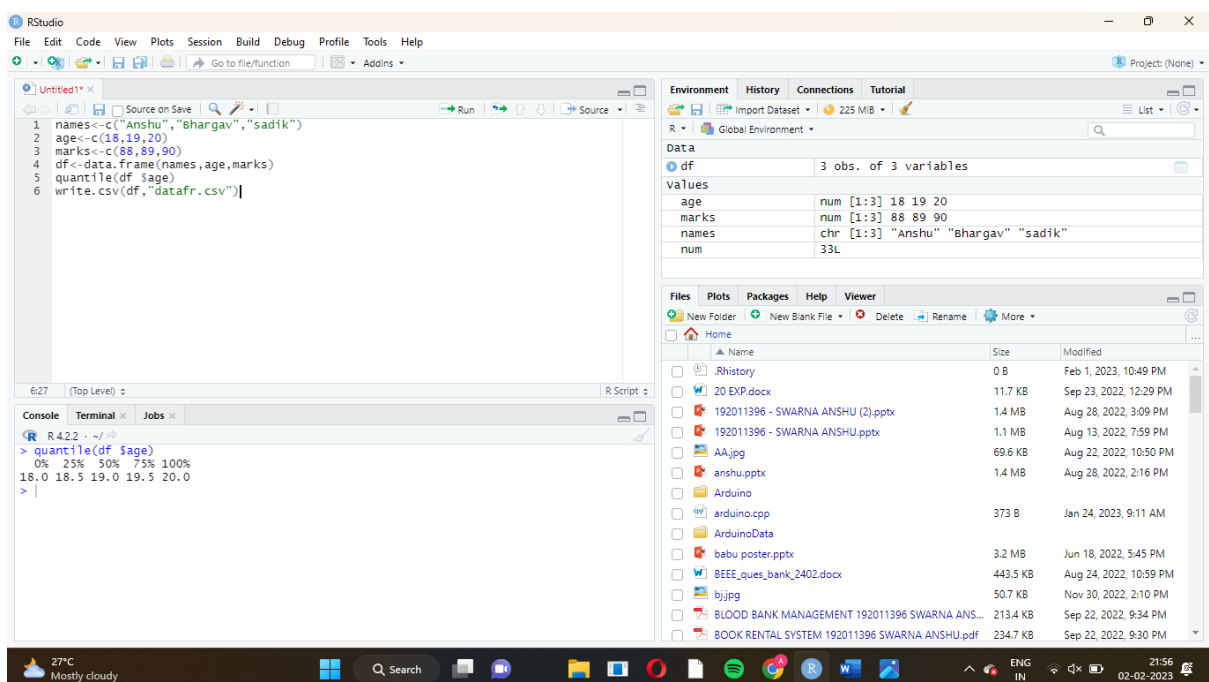 RStudio
File Edit Code View Plots Session Build Debug Profile Tools Help
Go to file/function Addins Project: (None)
Untitled1*
Source on Save Run Source
1 names<-c("Anshu","Bhargav","sadik")
2 age<-c(18,19,20)
3 marks<-c(88,89,90)
4 df<-data.frame(names,age,marks)
5 quantile(df $age)
6 write.csv(df,"datafr.csv")
6:27 (Top Level) R Script
Console Terminal Jobs
R 4.2.2 · ~/
> quantile(df $age)
0% 25% 50% 75% 100%
18.0 18.5 19.0 19.5 20.0
>
Environment History Connections Tutorial
Import Dataset 225 MiB List
R Global Environment
Data
df 3 obs. of 3 variables
Values
age num [1:3] 18 19 20
marks num [1:3] 88 89 90
names chr [1:3] "Anshu" "Bhargav" "sadik"
num 33L
Files Plots Packages Help Viewer
New Folder New Blank File Delete Rename More
Home ...
Name Size Modified
.Rhistory 0 B Feb 1, 2023, 10:49 PM
20 EXP.docx 11.7 KB Sep 23, 2022, 12:29 PM
192011396 - SWARNA ANSHU (2).pptx 1.4 MB Aug 28, 2022, 3:09 PM
192011396 - SWARNA ANSHU.pptx 1.1 MB Aug 13, 2022, 7:59 PM
AA.jpg 69.6 KB Aug 22, 2022, 10:50 PM
anshu.pptx 1.4 MB Aug 28, 2022, 2:16 PM
Arduino
arduino.cpp 373 B Jan 24, 2023, 9:11 AM
ArduinoData
babu poster.pptx 3.2 MB Jun 18, 2022, 5:45 PM
BEEE_ques_bank_2402.docx 443.5 KB Aug 24, 2022, 10:59 PM
bj.jpg 50.7 KB Nov 30, 2022, 2:10 PM
BLOOD BANK MANAGEMENT 192011396 SWARNA ANS... 213.4 KB Sep 22, 2022, 9:34 PM
BOOK RENTAL SYSTEM 192011396 SWARNA ANSHU.pdf 234.7 KB Sep 22, 2022, 9:30 PM
27°C
Mostly cloudy
Search
ENG
IN
21:56
02-02-2023